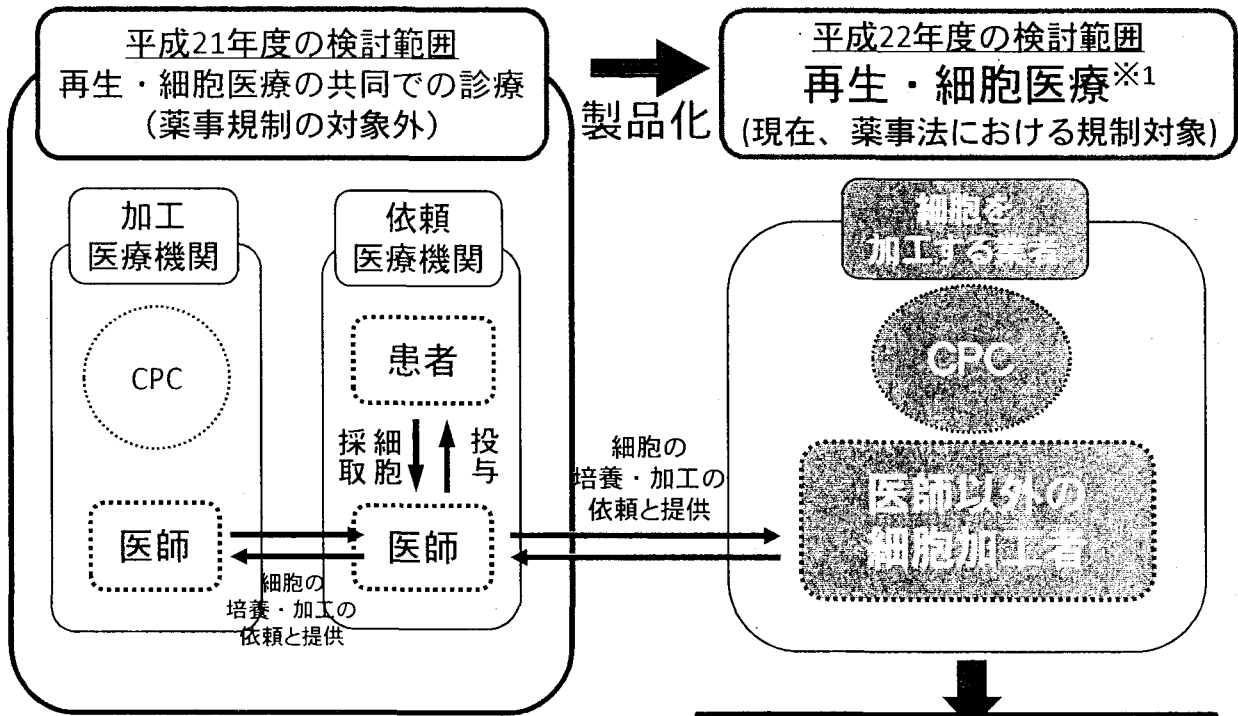 平成21年度の検討範囲
再生・細胞医療の共同での診療
（薬事規制の対象外）
製品化
平成22年度の検討範囲
再生・細胞医療※1
(現在、薬事法における規制対象)
加工
医療機関
CPC
医師
依頼
医療機関
患者
細胞
採取
投与
医師
細胞の
培養・加工の
依頼と提供
細胞の
培養・加工の
依頼と提供
細胞を
加工する業者
CPC
医師以外の
細胞加工者